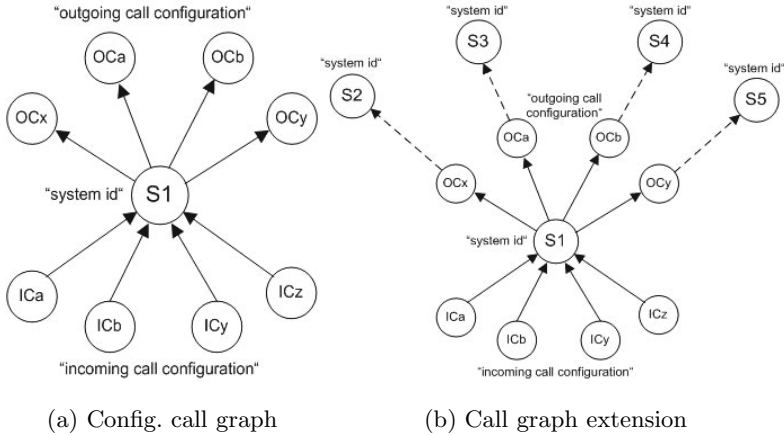 "outgoing call configuration"
OCa
OCb
OCx
OCy
"system id"
S1
ICa
ICb
ICy
ICz
"incoming call configuration"
(a) Config. call graph
"system id"
S3
"system id"
S4
"system id"
S2
"system id"
S5
"outgoing call
configuration"
OCa
OCb
OCx
OCy
"system id"
S1
ICa
ICb
ICy
ICz
"incoming call configuration"
(b) Call graph extension